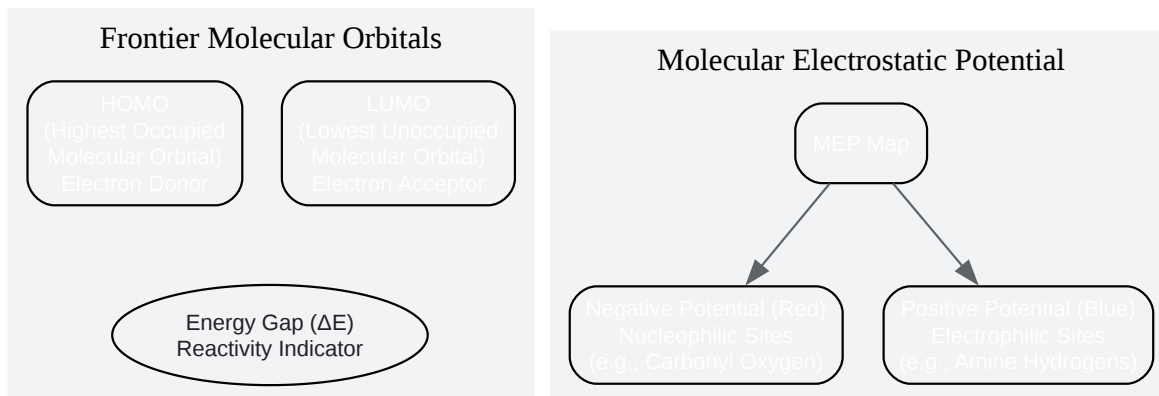 Frontier Molecular Orbitals
HOMO
(Highest Occupied
Molecular Orbital)
Electron Donor
LUMO
(Lowest Unoccupied
Molecular Orbital)
Electron Acceptor
Energy Gap (ΔE)
Reactivity Indicator
Molecular Electrostatic Potential
MEP Map
Negative Potential (Red)
Nucleophilic Sites
(e.g., Carbonyl Oxygen)
Positive Potential (Blue)
Electrophilic Sites
(e.g., Amine Hydrogens)